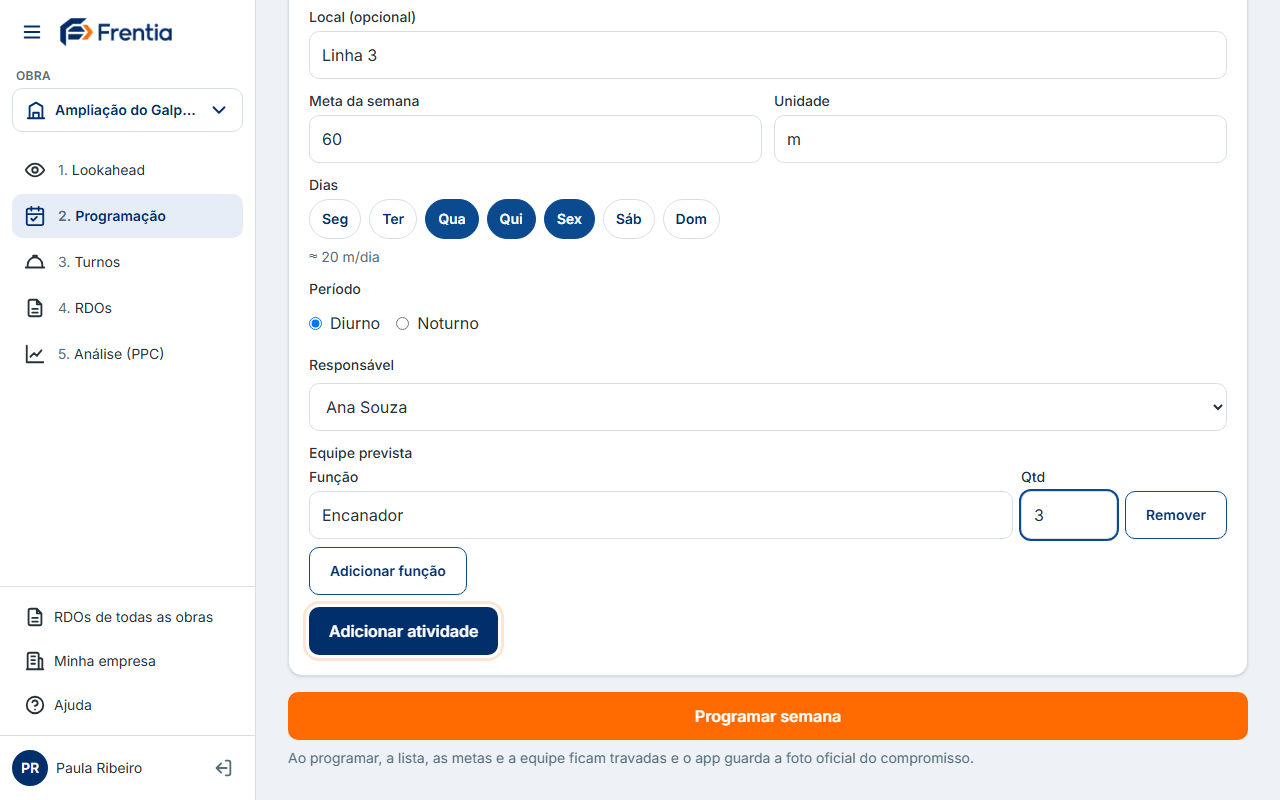 Frentia
OBRA
Ampliação do Galp...
1. Lookahead
2. Programação
3. Turnos
4. RDOs
5. Análise (PPC)
RDOs de todas as obras
Minha empresa
Ajuda
PR Paula Ribeiro
Local (opcional)
Linha 3
Meta da semana Unidade
60 m
Dias
Seg Ter Qua Qui Sex Sáb Dom
≈ 20 m/dia
Período
Diurno Noturno
Responsável
Ana Souza
Equipe prevista
Função Qtd
Encanador 3 Remover
Adicionar função
Adicionar atividade
Programar semana
Ao programar, a lista, as metas e a equipe ficam travadas e o app guarda a foto oficial do compromisso.